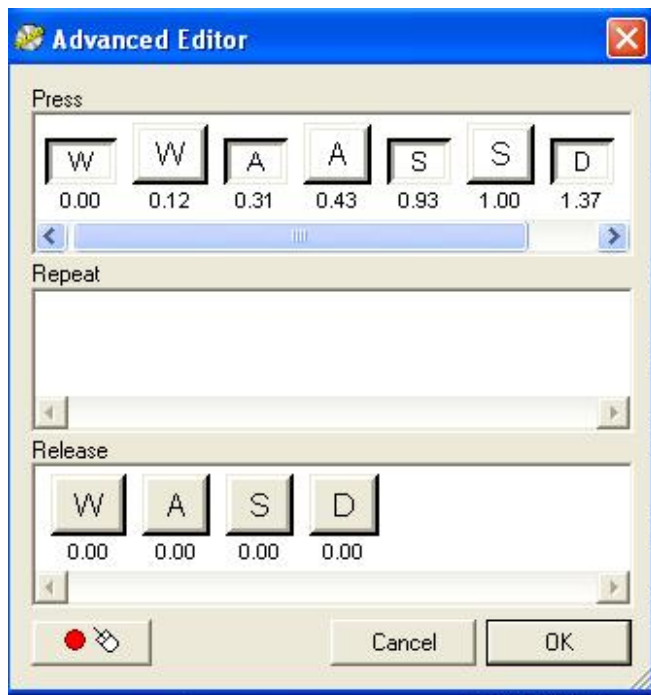 Advanced Editor
Press
W W A A S S D
0.00 0.12 0.31 0.43 0.93 1.00 1.37
Repeat
Release
W A S D
0.00 0.00 0.00 0.00
Cancel OK